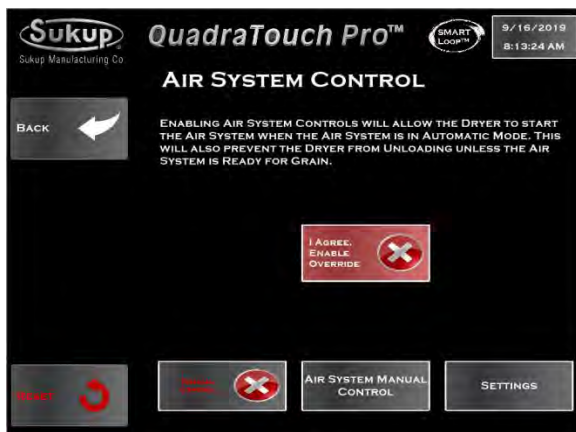 Sukup
Sukup Manufacturing Co
QuadraTouch Pro™
SMART
LOOP™
9/16/2019
8:13:24 AM
AIR SYSTEM CONTROL
BACK
ENABLING AIR SYSTEM CONTROLS WILL ALLOW THE DRYER TO START
THE AIR SYSTEM WHEN THE AIR SYSTEM IS IN AUTOMATIC MODE. THIS
WILL ALSO PREVENT THE DRYER FROM UNLOADING UNLESS THE AIR
SYSTEM IS READY FOR GRAIN.
I AGREE,
ENABLE
OVERRIDE
RESET
AIR SYSTEM MANUAL
CONTROL
SETTINGS